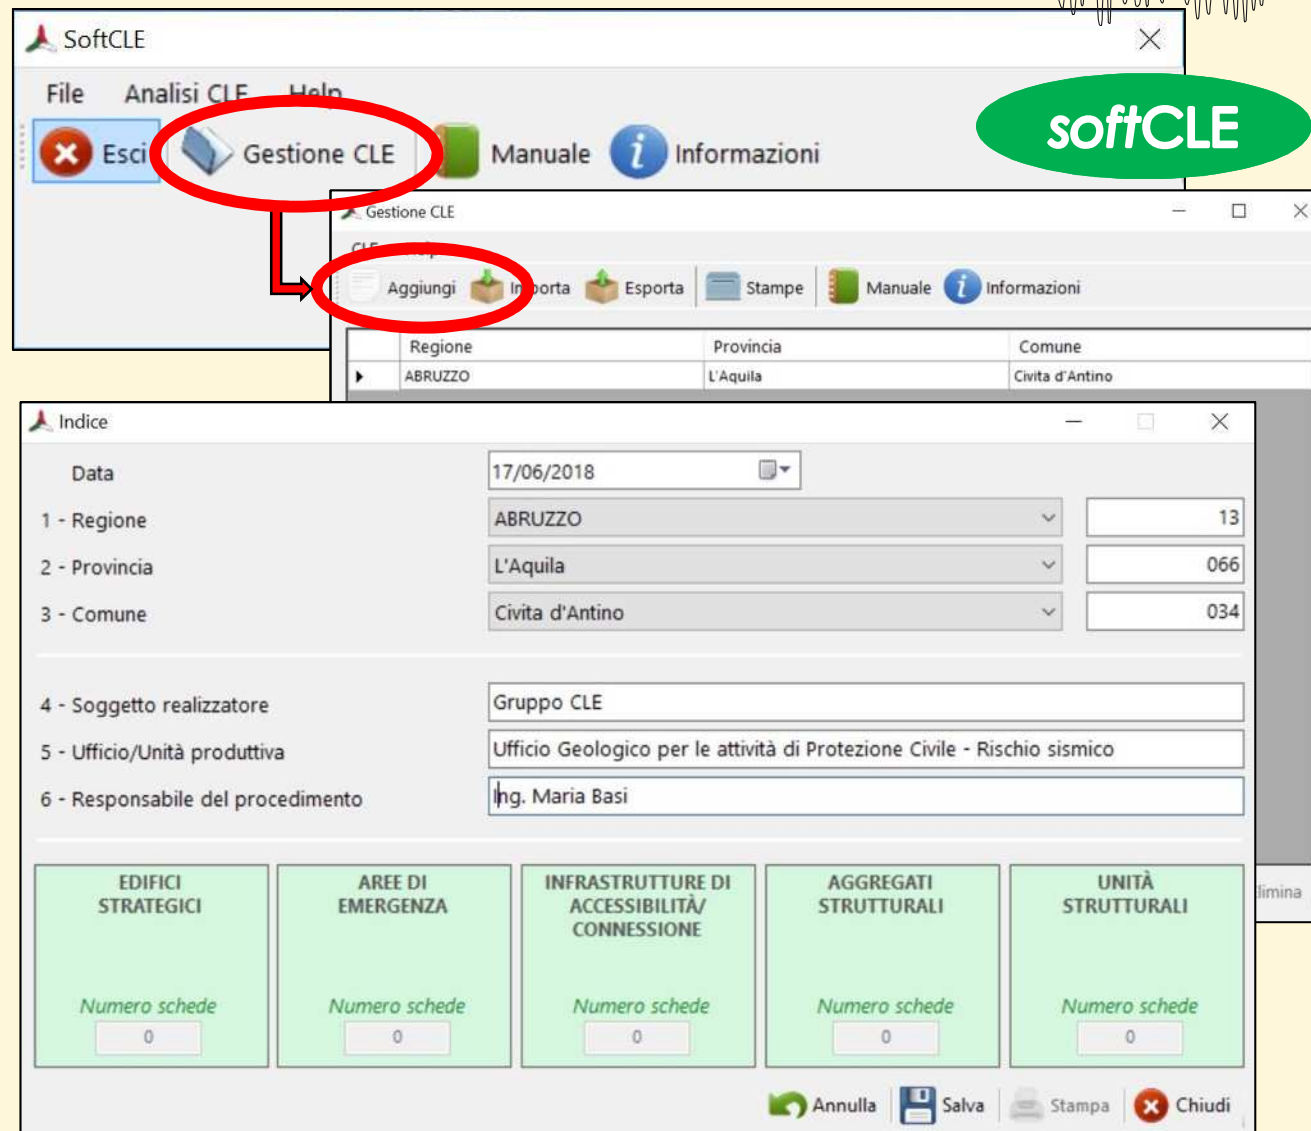 SoftCLE
File Analisi CLE Help
Esci Gestione CLE Manuale Informazioni
softCLE
Gestione CLE
CLE
Aggiungi Importa Esporta Stampe Manuale Informazioni
Regione Provincia Comune
ABRUZZO L'Aquila Civita d'Antino
Indice
Data 17/06/2018
1 - Regione ABRUZZO 13
2 - Provincia L'Aquila 066
3 - Comune Civita d'Antino 034
4 - Soggetto realizzatore Gruppo CLE
5 - Ufficio/Unità produttiva Ufficio Geologico per le attività di Protezione Civile - Rischio sismico
6 - Responsabile del procedimento Ing. Maria Basi
EDIFICI STRATEGICI
AREE DI EMERGENZA
INFRASTRUTTURE DI ACCESSIBILITÀ/ CONNESSIONE
AGGREGATI STRUTTURALI
UNITÀ STRUTTURALI
Numero schede Numero schede Numero schede Numero schede Numero schede
0 0 0 0 0
limina
Annulla Salva Stampa Chiudi